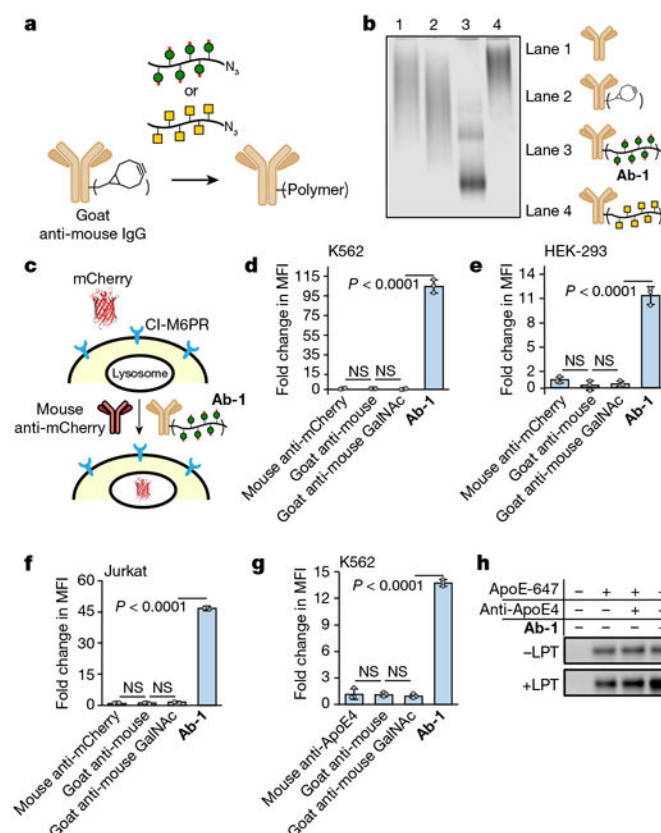 a
N3
or
N3
Goat
anti-mouse IgG
(Polymer)
b
1 2 3 4
Lane 1
Lane 2
Lane 3
Ab-1
Lane 4
c
mCherry
CI-M6PR
Lysosome
Mouse
anti-mCherry
Ab-1
d
K562
Fold change in MFI
115
105
90
75
60
45
30
15
0
P < 0.0001
NS NS
Mouse anti-mCherry
Goat anti-mouse
Goat anti-mouse GalNAc
Ab-1
e
HEK-293
Fold change in MFI
14
11
8
2
0
P < 0.0001
NS NS
Mouse anti-mCherry
Goat anti-mouse
Goat anti-mouse GalNAc
Ab-1
f
Jurkat
Fold change in MFI
60
45
30
15
0
P < 0.0001
NS NS
Mouse anti-mCherry
Goat anti-mouse
Goat anti-mouse GalNAc
Ab-1
g
K562
Fold change in MFI
15
12
9
6
3
0
P < 0.0001
NS NS
Mouse anti-ApoE4
Goat anti-mouse
Goat anti-mouse GalNAc
Ab-1
h
ApoE-647 – + + –
Anti-ApoE4 – – +
Ab-1 – – –
–LPT
+LPT